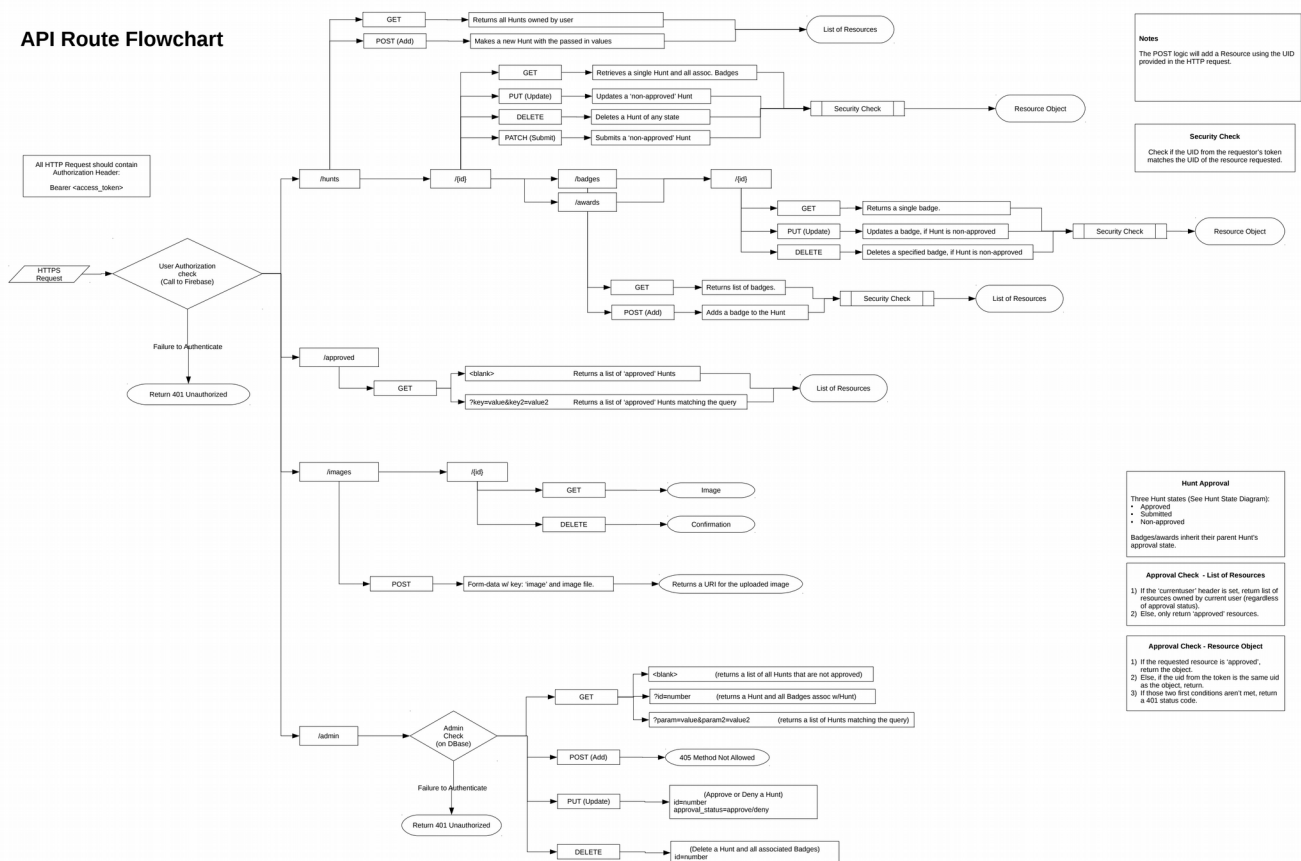 API Route Flowchart
GET
Returns all Hunts owned by user
POST (Add)
Makes a new Hunt with the passed in values
List of Resources
GET
Retrieves a single Hunt and all assoc. Badges
PUT (Update)
Updates a 'non-approved' Hunt
DELETE
Deletes a Hunt of any state
PATCH (Submit)
Submits a 'non-approved' Hunt
Security Check
Resource Object
Notes
The POST logic will add a Resource using the UID
provided in the HTTP request.
Security Check
Check if the UID from the requestor's token
matches the UID of the resource requested.
All HTTP Request should contain
Authorization Header:
Bearer <access_token>
/hunts
/{id}
/badges
/awards
/{id}
GET
Returns a single badge.
PUT (Update)
Updates a badge, if Hunt is non-approved
DELETE
Deletes a specified badge, if Hunt is non-approved
Security Check
Resource Object
GET
Returns list of badges.
POST (Add)
Adds a badge to the Hunt
Security Check
List of Resources
HTTPS
Request
User Authorization
check
(Call to Firebase)
Failure to Authenticate
Return 401 Unauthorized
/approved
GET
<blank> Returns a list of 'approved' Hunts
?key=value&key2=value2 Returns a list of 'approved' Hunts matching the query
List of Resources
/images
/{id}
GET
Image
DELETE
Confirmation
POST
Form-data w/ key: 'image' and image file.
Returns a URI for the uploaded image
Hunt Approval
Three Hunt states (See Hunt State Diagram):
• Approved
• Submitted
• Non-approved
Badges/awards inherit their parent Hunt's
approval state.
Approval Check - List of Resources
1) If the 'currentuser' header is set, return list of
resources owned by current user (regardless
of approval status).
2) Else, only return 'approved' resources.
Approval Check - Resource Object
1) If the requested resource is 'approved',
return the object.
2) Else, if the uid from the token is the same uid
as the object, return.
3) If those two first conditions aren't met, return
a 401 status code.
/admin
Admin
Check
(on DBase)
Failure to Authenticate
Return 401 Unauthorized
GET
<blank> (returns a list of all Hunts that are not approved)
?id=number (returns a Hunt and all Badges assoc w/Hunt)
?param=value&param2=value2 (returns a list of Hunts matching the query)
POST (Add)
405 Method Not Allowed
PUT (Update)
(Approve or Deny a Hunt)
id=number
approval_status=approve/deny
DELETE
(Delete a Hunt and all associated Badges)
id=number